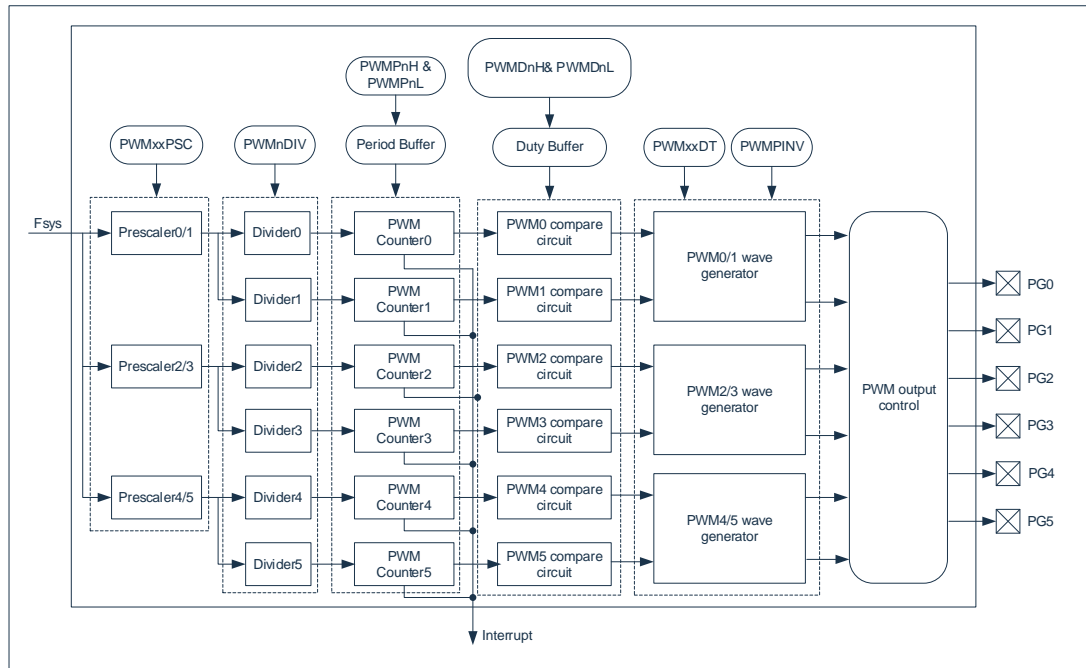 PWMPnH &
PWMPnL
PWMDnH& PWMDnL
PWMxxPSC
PWMnDIV
Period Buffer
Duty Buffer
PWMxxDT
PWMPINV
Fsys
Prescaler0/1
Divider0
PWM
Counter0
PWM0 compare
circuit
PWM0/1 wave
generator
Divider1
PWM
Counter1
PWM1 compare
circuit
Prescaler2/3
Divider2
PWM
Counter2
PWM2 compare
circuit
PWM2/3 wave
generator
Divider3
PWM
Counter3
PWM3 compare
circuit
Prescaler4/5
Divider4
PWM
Counter4
PWM4 compare
circuit
PWM4/5 wave
generator
Divider5
PWM
Counter5
PWM5 compare
circuit
PWM output
control
PG0
PG1
PG2
PG3
PG4
PG5
Interrupt